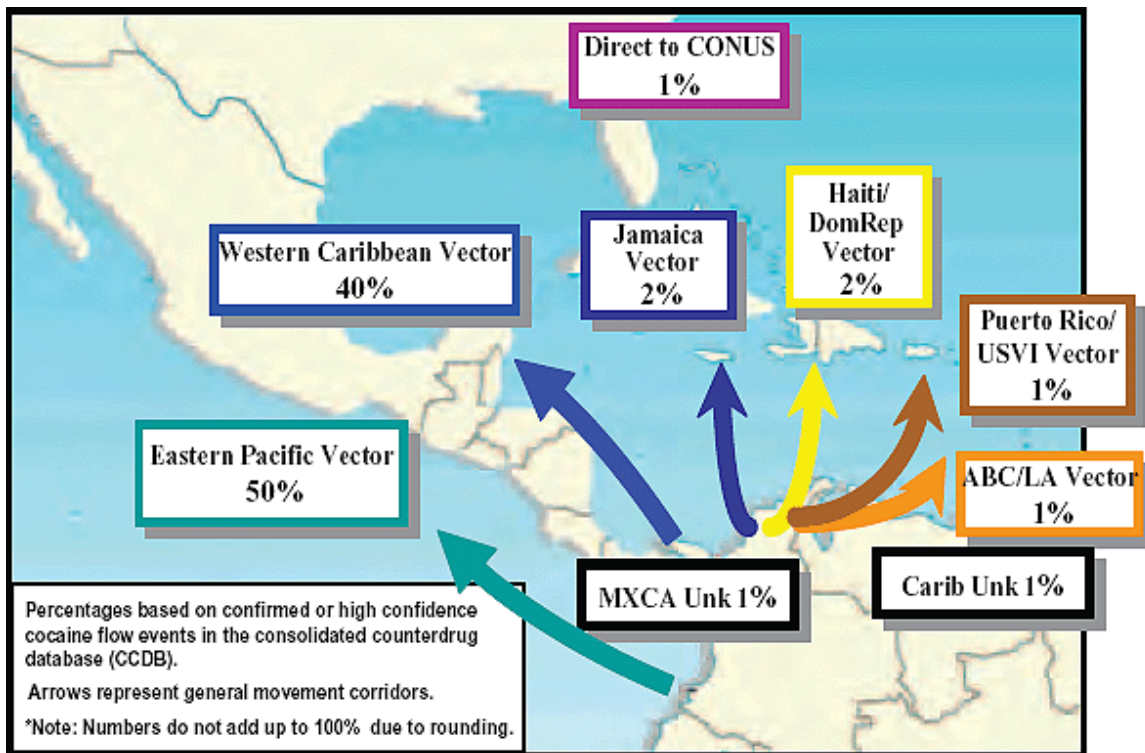 Direct to CONUS
1%
Western Caribbean Vector
40%
Jamaica
Vector
2%
Haiti/
DomRep
Vector
2%
Puerto Rico/
USVI Vector
1%
Eastern Pacific Vector
50%
ABC/LA Vector
1%
MXCA Unk 1%
Carib Unk 1%
Percentages based on confirmed or high confidence
cocaine flow events in the consolidated counterdrug
database (CCDB).
Arrows represent general movement corridors.
*Note: Numbers do not add up to 100% due to rounding.